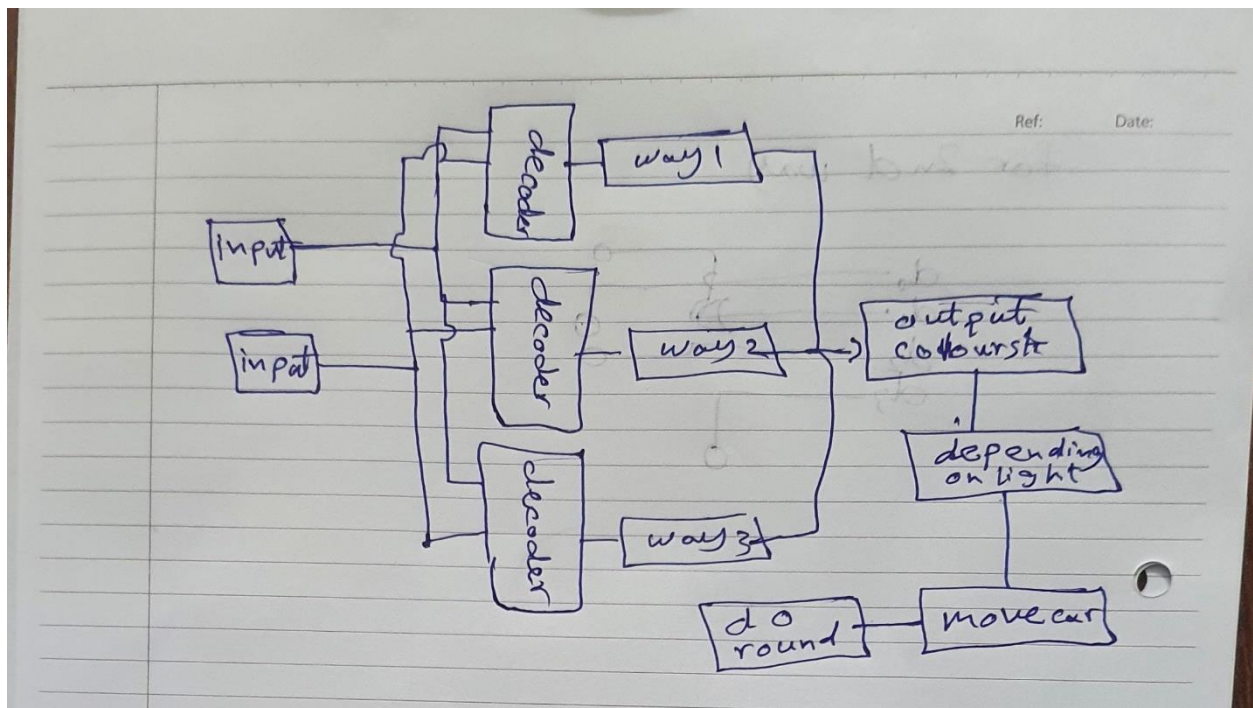 Ref: Date:
decoder
way 1
input
decoder
way 2
output
input
depending
on light
decoder
way 3
do
round
move car